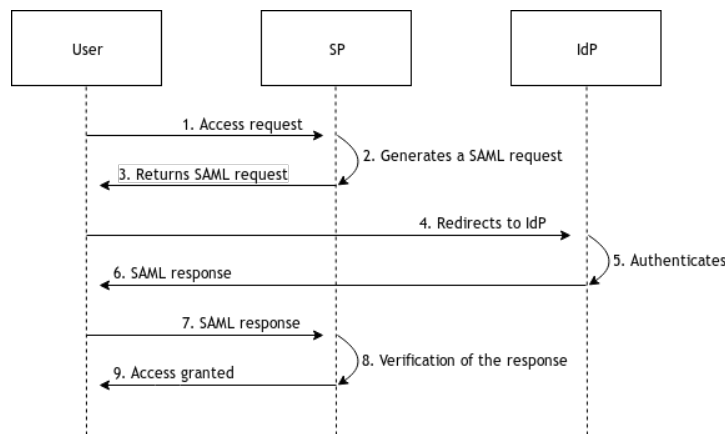 User
SP
IdP
1. Access request
2. Generates a SAML request
3. Returns SAML request
4. Redirects to IdP
5. Authenticates
6. SAML response
7. SAML response
8. Verification of the response
9. Access granted